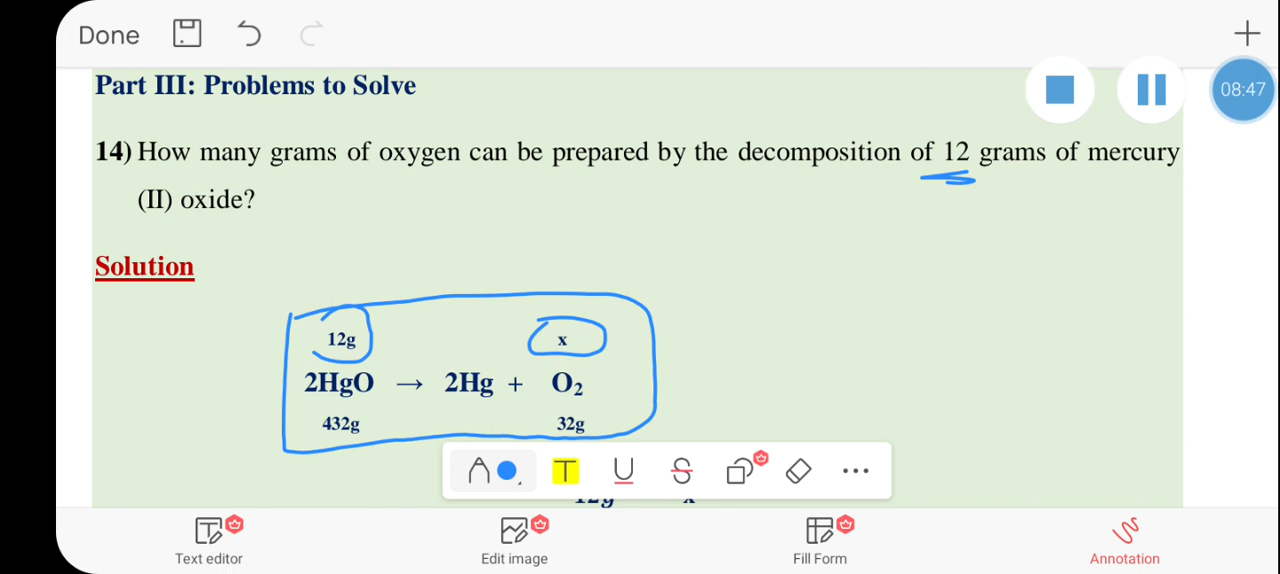 Done
08:47
Part III: Problems to Solve
14) How many grams of oxygen can be prepared by the decomposition of 12 grams of mercury
(II) oxide?
Solution
12g x
2HgO → 2Hg + O₂
432g 32g
T U S
Text editor Edit image Fill Form Annotation